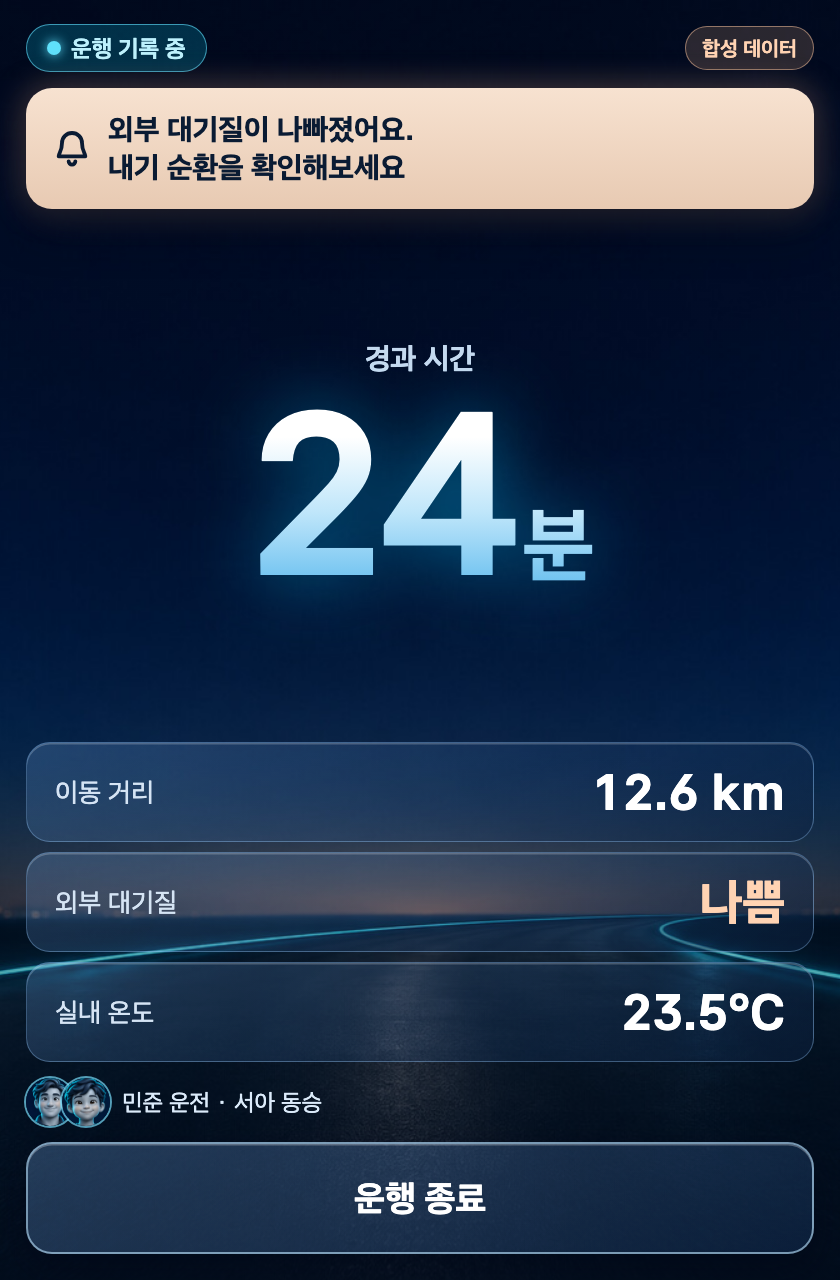 운행 기록 중
합성 데이터
외부 대기질이 나빠졌어요.
내기 순환을 확인해보세요
경과 시간
24분
이동 거리
12.6 km
외부 대기질
나쁨
실내 온도
23.5°C
민준 운전 · 서아 동승
운행 종료